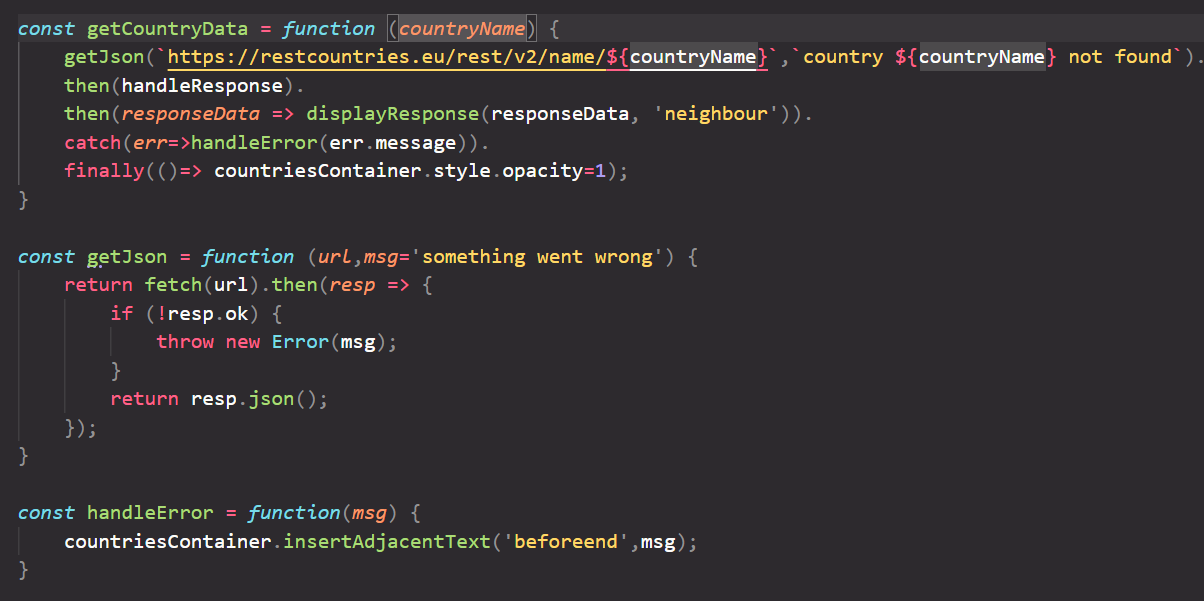 const getCountryData = function (countryName) {
    getJson(`https://restcountries.eu/rest/v2/name/${countryName}`,`country ${countryName} not found`).
    then(handleResponse).
    then(responseData => displayResponse(responseData, 'neighbour')).
    catch(err=>handleError(err.message)).
    finally(()=> countriesContainer.style.opacity=1);
}

const getJson = function (url,msg='something went wrong') {
    return fetch(url).then(resp => {
        if (!resp.ok) {
            throw new Error(msg);
        }
        return resp.json();
    });
}

const handleError = function(msg) {
    countriesContainer.insertAdjacentText('beforeend',msg);
}